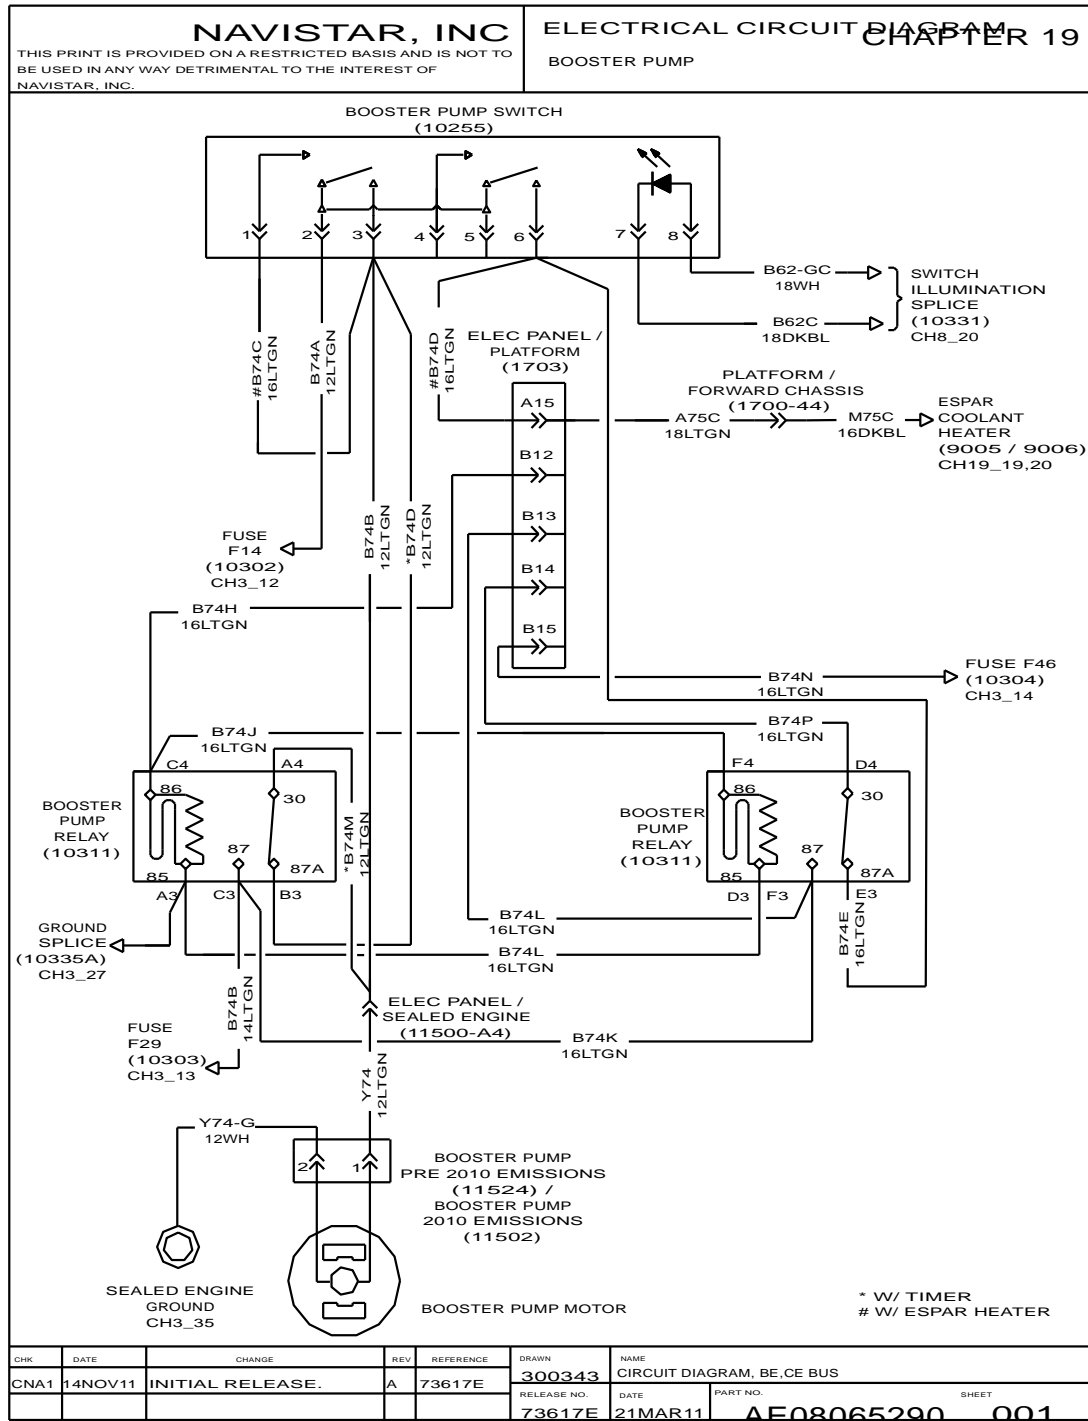 NAVISTAR, INC
THIS PRINT IS PROVIDED ON A RESTRICTED BASIS AND IS NOT TO
BE USED IN ANY WAY DETRIMENTAL TO THE INTEREST OF
NAVISTAR, INC.
ELECTRICAL CIRCUIT DIAGRAM
CHAPTER 19
BOOSTER PUMP
BOOSTER PUMP SWITCH
(10255)
1
2
3
4
5
6
7
8
B62-GC
18WH
B62C
18DKBL
SWITCH
ILLUMINATION
SPLICE
(10331)
CH8_20
#B74C
16LTGN
B74A
12LTGN
#B74D
16LTGN
ELEC PANEL /
PLATFORM
(1703)
A15
B12
B13
B14
B15
PLATFORM /
FORWARD CHASSIS
(1700-44)
A75C
18LTGN
M75C
16DKBL
ESPAR
COOLANT
HEATER
(9005 / 9006)
CH19_19,20
FUSE
F14
(10302)
CH3_12
B74B
12LTGN
*B74D
12LTGN
B74H
16LTGN
B74N
16LTGN
FUSE F46
(10304)
CH3_14
B74P
16LTGN
B74J
16LTGN
C4
A4
86
30
BOOSTER
PUMP
RELAY
(10311)
87
85
87A
A3
C3
B3
*B74M
12LTGN
F4
D4
86
30
BOOSTER
PUMP
RELAY
(10311)
87
85
87A
D3
F3
E3
B74E
16LTGN
B74L
16LTGN
B74L
16LTGN
GROUND
SPLICE
(10335A)
CH3_27
B74B
14LTGN
FUSE
F29
(10303)
CH3_13
ELEC PANEL /
SEALED ENGINE
(11500-A4)
B74K
16LTGN
Y74
12LTGN
Y74-G
12WH
2
1
BOOSTER PUMP
PRE 2010 EMISSIONS
(11524) /
BOOSTER PUMP
2010 EMISSIONS
(11502)
SEALED ENGINE
GROUND
CH3_35
BOOSTER PUMP MOTOR
* W/ TIMER
# W/ ESPAR HEATER
CHK DATE CHANGE REV REFERENCE
CNA1 14NOV11 INITIAL RELEASE. A 73617E
DRAWN
300343
NAME
CIRCUIT DIAGRAM, BE,CE BUS
RELEASE NO.
73617E
DATE
21MAR11
PART NO.
AE08065290
SHEET
001